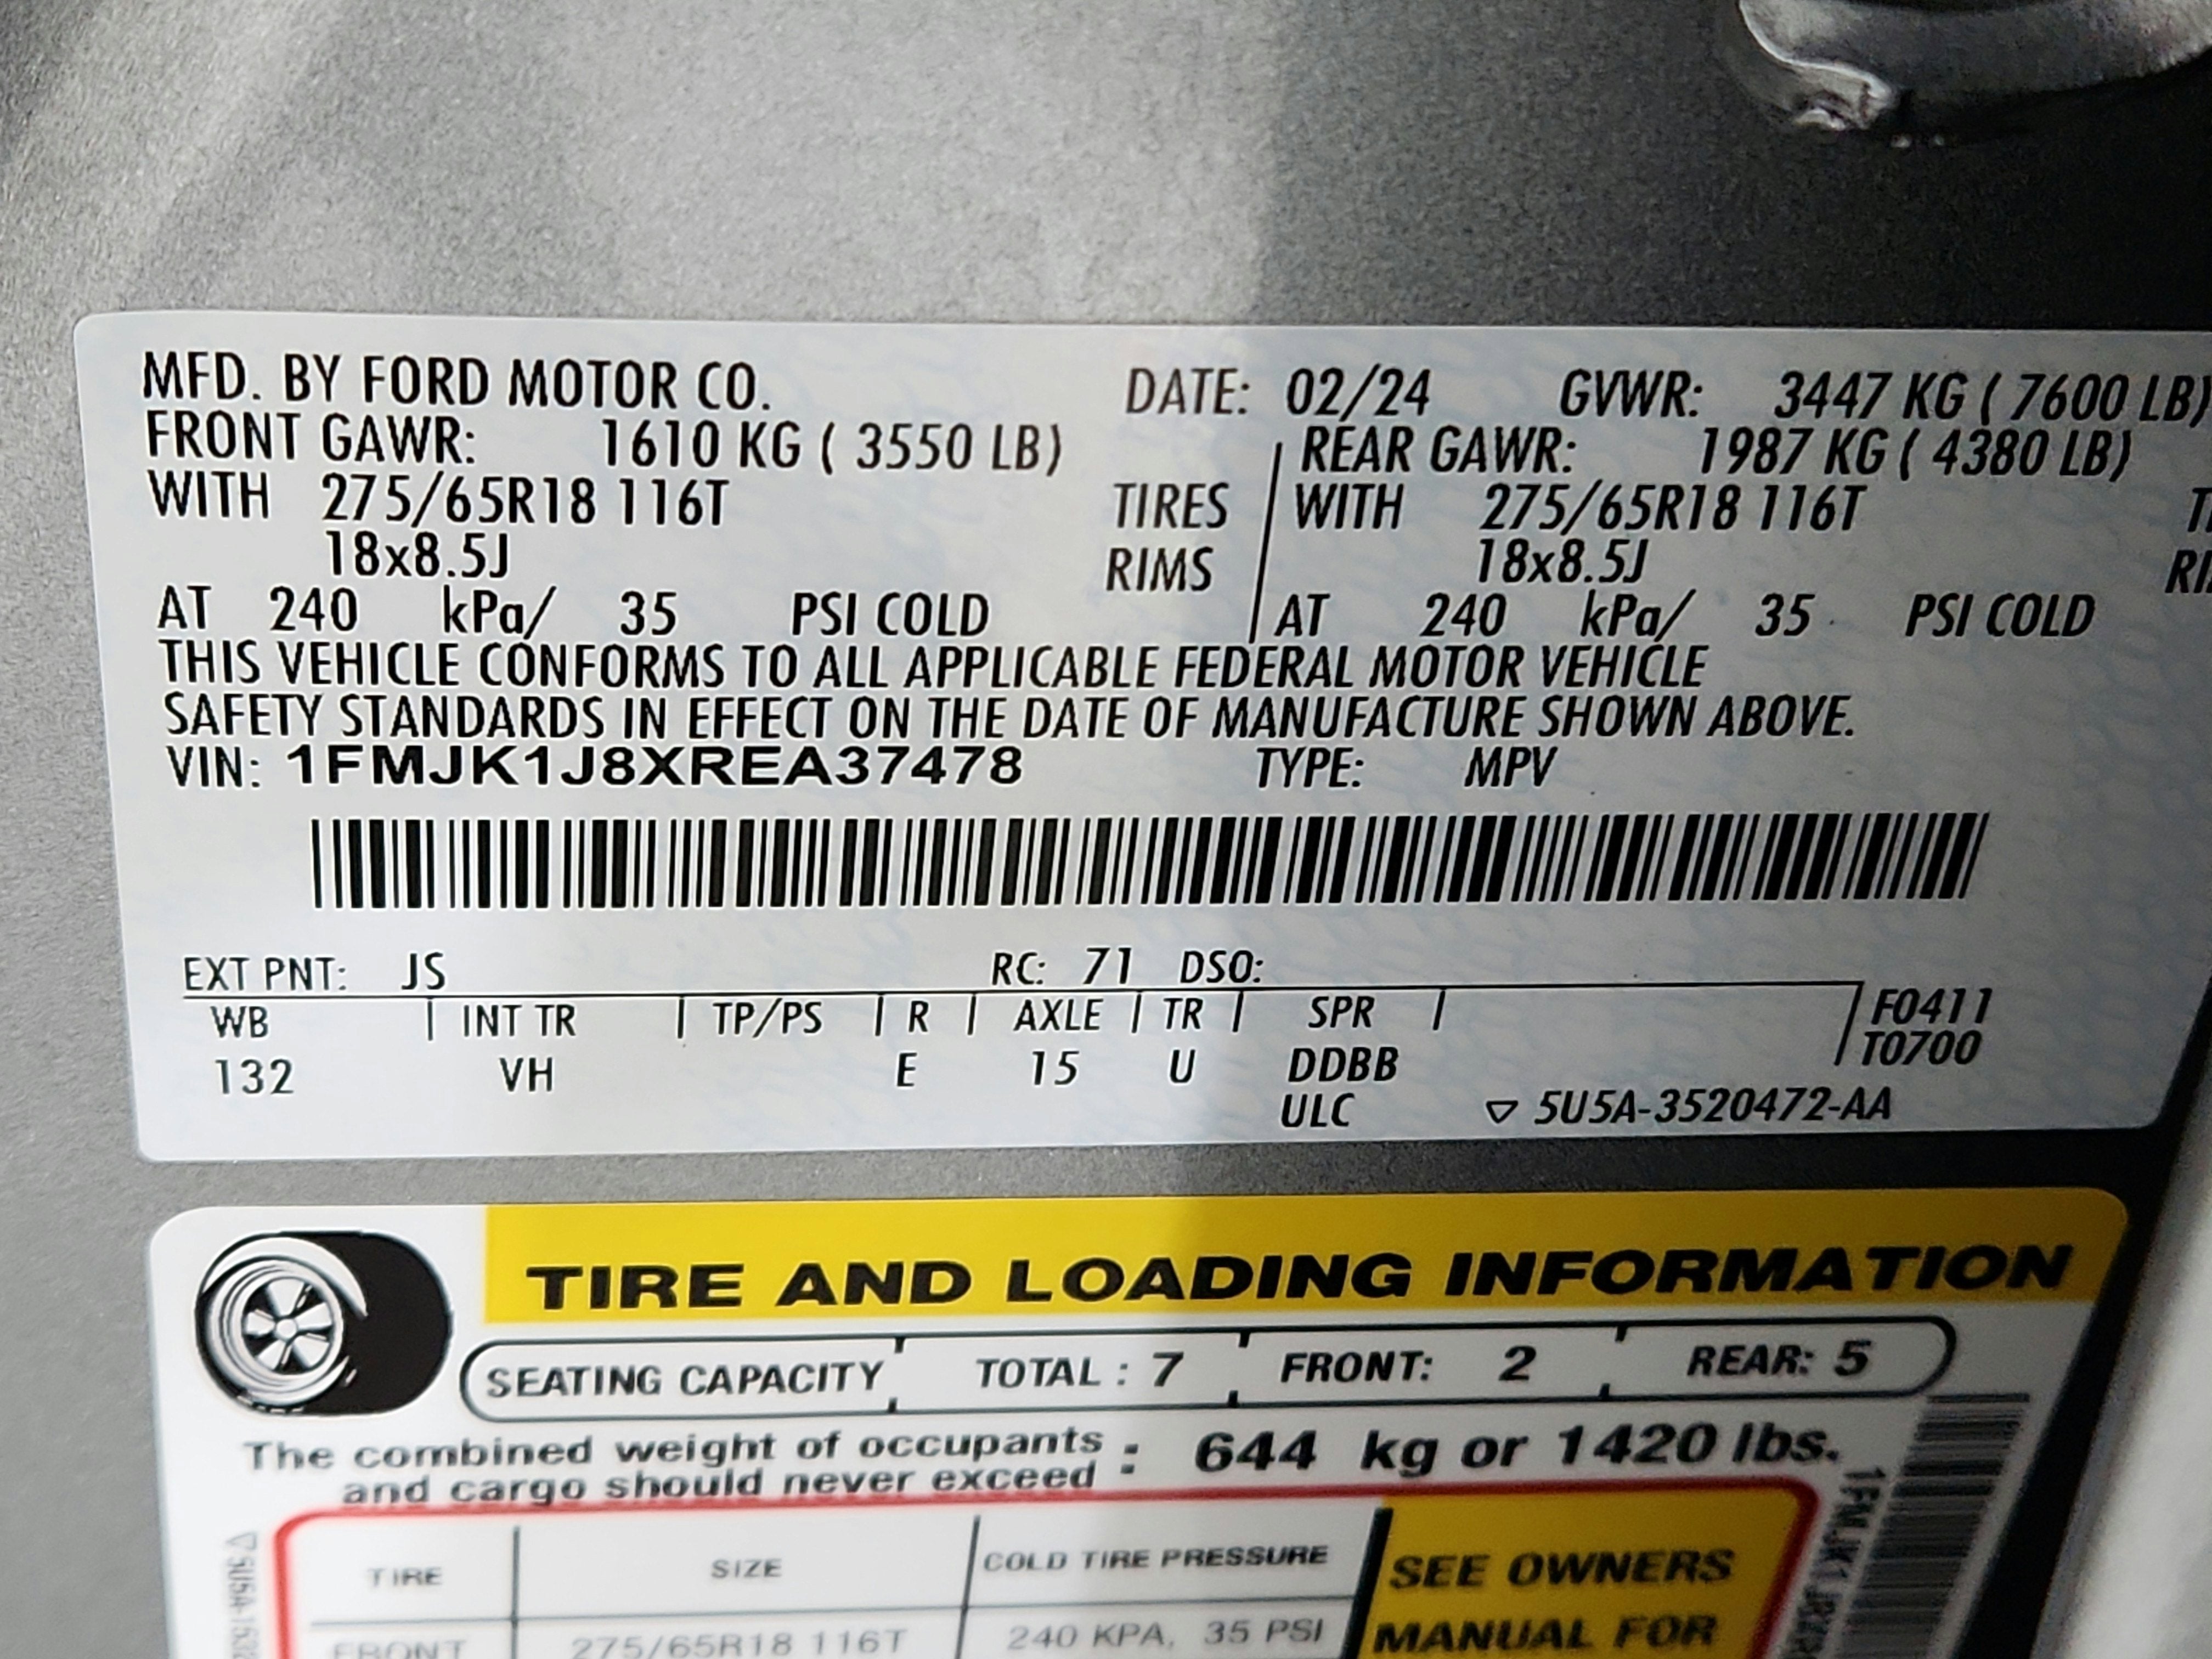 MFD. BY FORD MOTOR CO. DATE: 02/24 GVWR: 3447 KG ( 7600 LB)
FRONT GAWR: 1610 KG ( 3550 LB) REAR GAWR: 1987 KG ( 4380 LB)
WITH 275/65R18 116T TIRES WITH 275/65R18 116T
18x8.5J RIMS 18x8.5J
AT 240 kPa/ 35 PSI COLD AT 240 kPa/ 35 PSI COLD
THIS VEHICLE CONFORMS TO ALL APPLICABLE FEDERAL MOTOR VEHICLE
SAFETY STANDARDS IN EFFECT ON THE DATE OF MANUFACTURE SHOWN ABOVE.
VIN: 1FMJK1J8XREA37478 TYPE: MPV
EXT PNT: JS RC: 71 DSO:
WB INT TR TP/PS R AXLE TR SPR F0411
T0700
132 VH E 15 U DDBB
ULC ▽ 5U5A-3520472-AA
TIRE AND LOADING INFORMATION
SEATING CAPACITY TOTAL : 7 FRONT: 2 REAR: 5
The combined weight of occupants
and cargo should never exceed : 644 kg or 1420 lbs.
TIRE SIZE COLD TIRE PRESSURE SEE OWNERS
FRONT 275/65R18 116T 240 KPA, 35 PSI MANUAL FOR